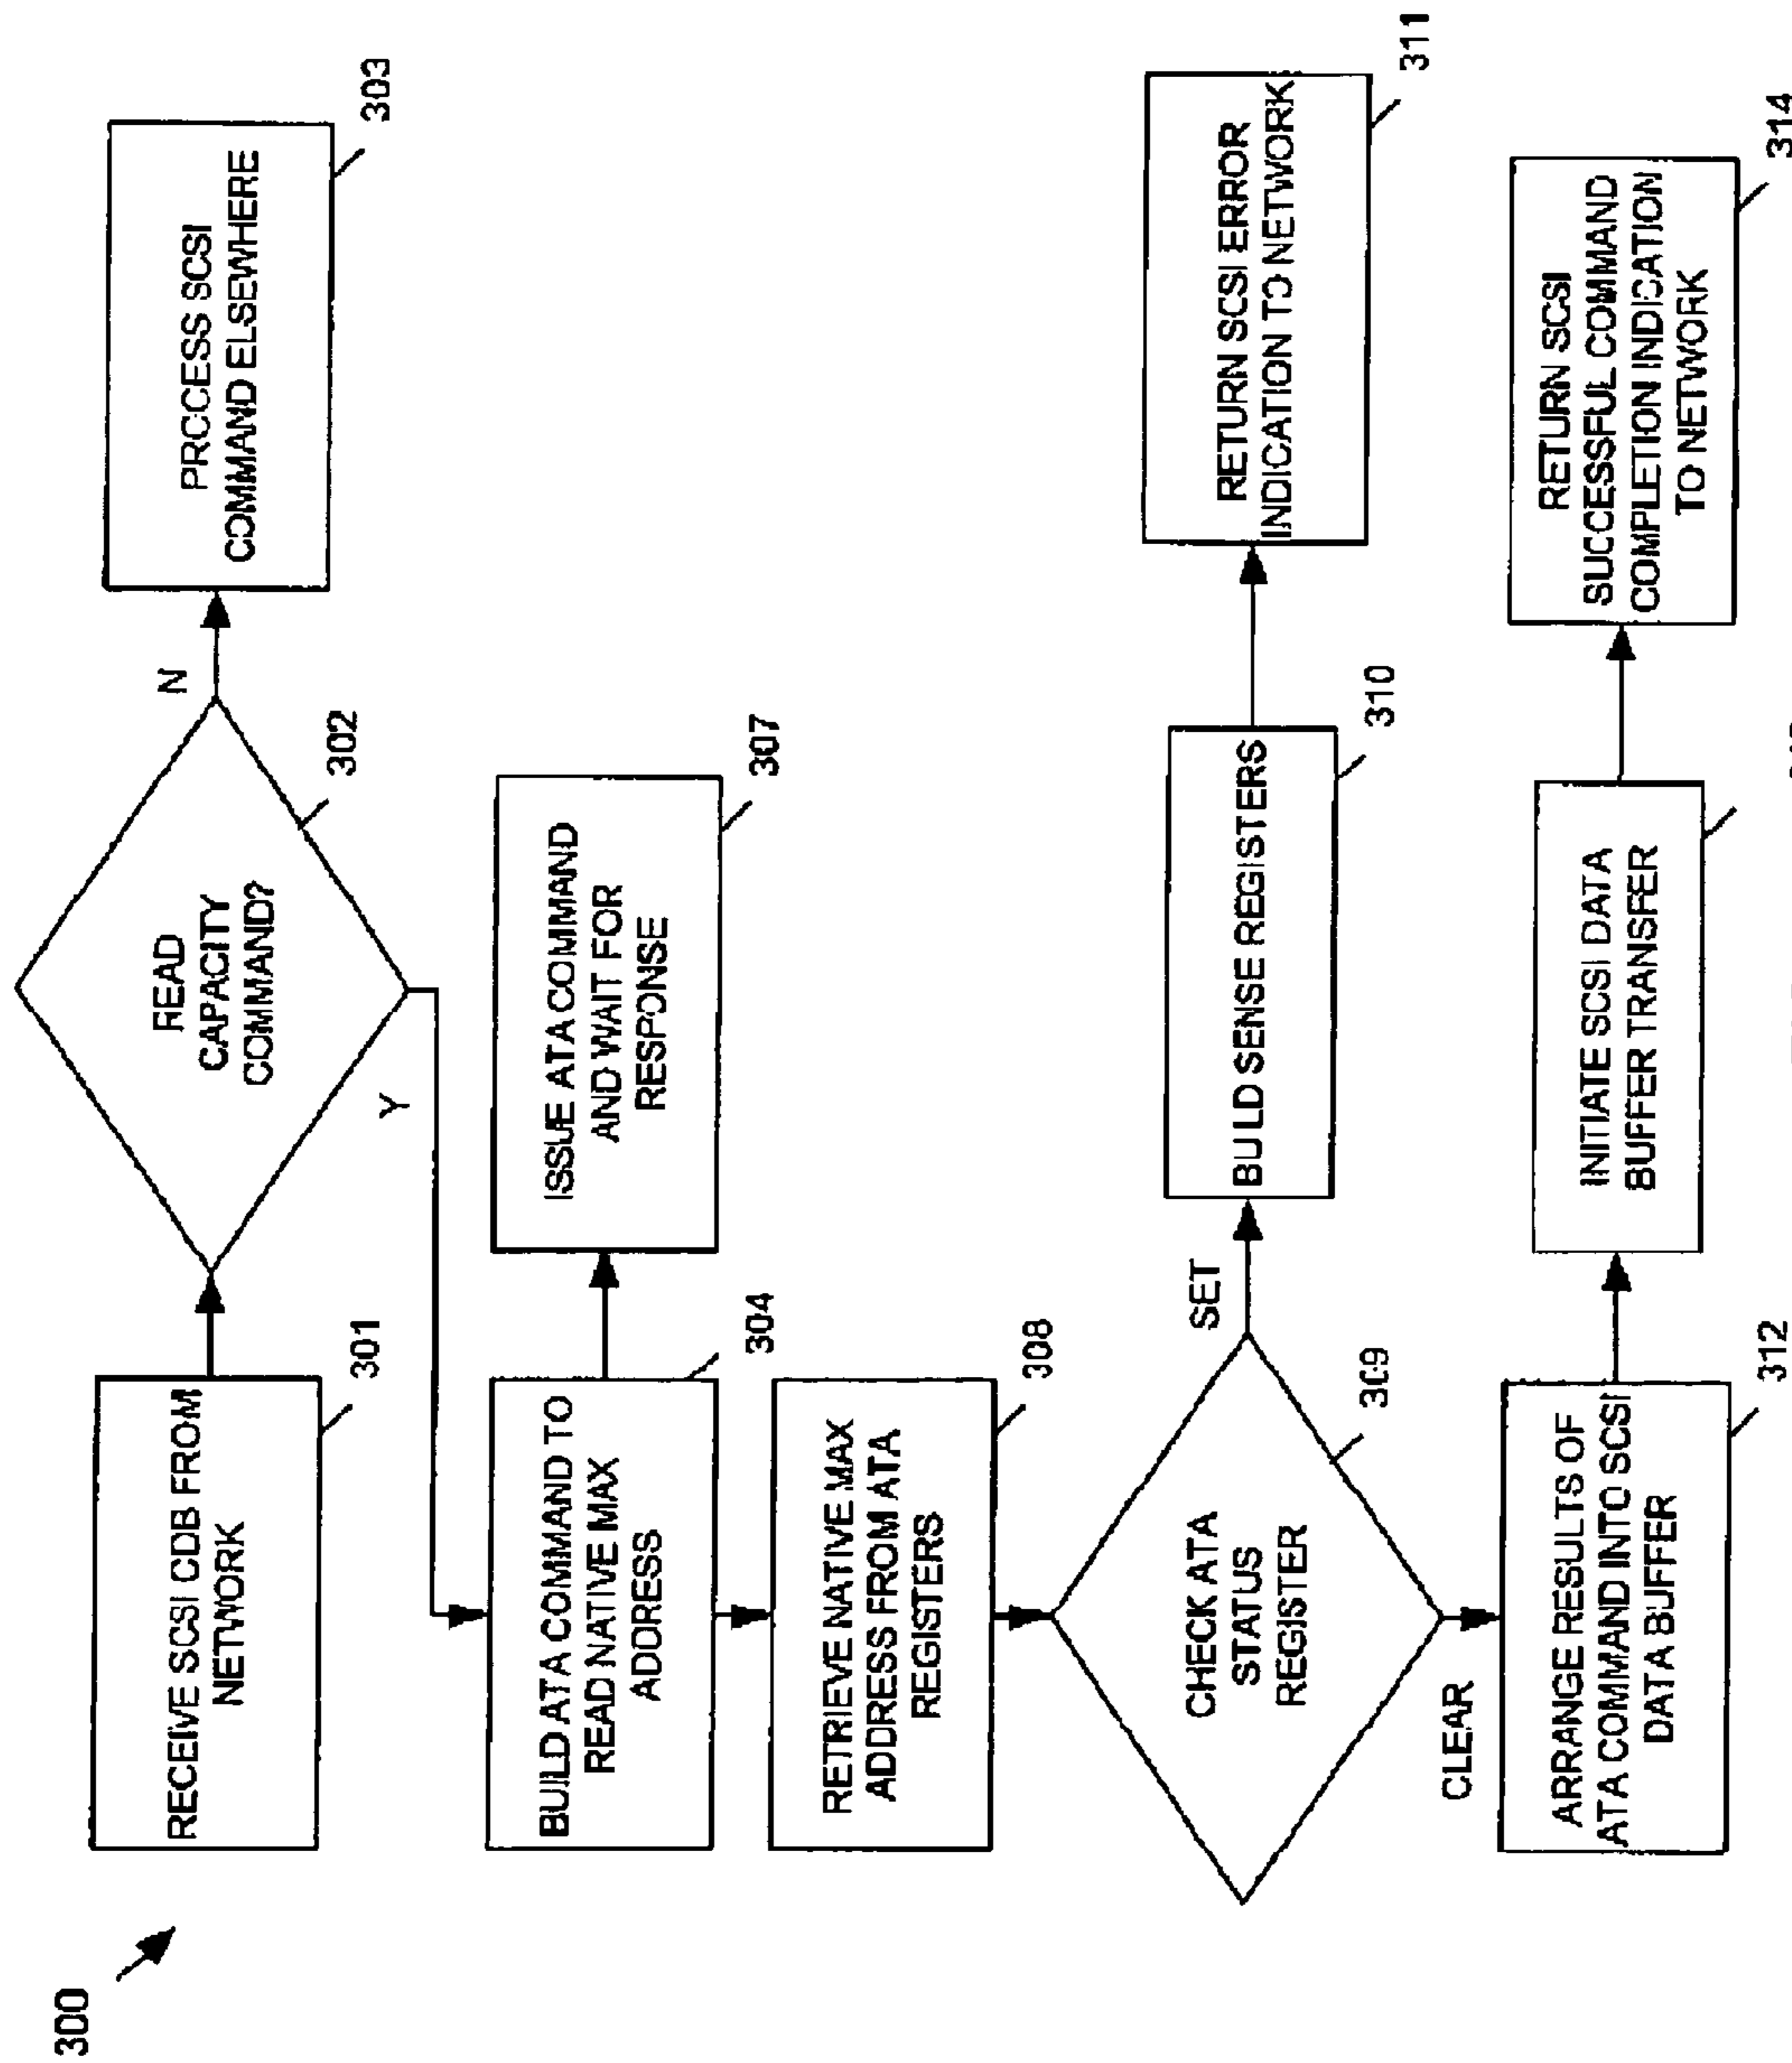 300
RECEIVE SCSI CDB FROM
NETWORK
301
READ
CAPACITY
COMMAND?
302
N
Y
PROCESS SCSI
COMMAND ELSEWHERE
303
BUILD ATA COMMAND TO
READ NATIVE MAX
ADDRESS
304
ISSUE ATA COMMAND
AND WAIT FOR
RESPONSE
307
RETRIEVE NATIVE MAX
ADDRESS FROM ATA
REGISTERS
308
CHECK ATA
STATUS
REGISTER
309
SET
CLEAR
BUILD SENSE REGISTERS
310
RETURN SCSI ERROR
INDICATION TO NETWORK
311
ARRANGE RESULTS OF
ATA COMMAND INTO SCSI
DATA BUFFER
312
INITIATE SCSI DATA
BUFFER TRANSFER
RETURN SCSI
SUCCESSFUL COMMAND
COMPLETION INDICATION
TO NETWORK
314